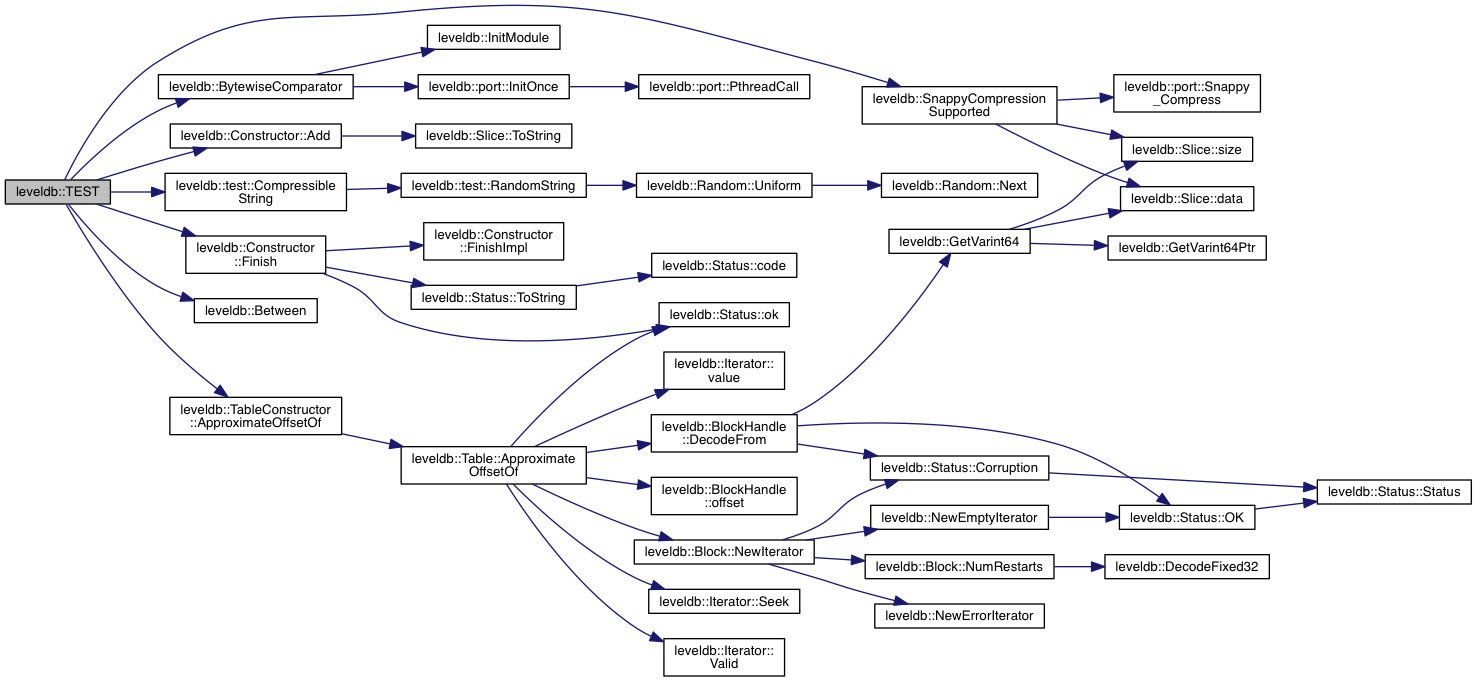 leveldb::TEST
leveldb::InitModule
leveldb::BytewiseComparator
leveldb::port::InitOnce
leveldb::port::PthreadCall
leveldb::Constructor::Add
leveldb::Slice::ToString
leveldb::test::Compressible
String
leveldb::test::RandomString
leveldb::Random::Uniform
leveldb::Random::Next
leveldb::Constructor
::Finish
leveldb::Constructor
::FinishImpl
leveldb::Status::ToString
leveldb::Status::code
leveldb::Between
leveldb::Status::ok
leveldb::TableConstructor
::ApproximateOffsetOf
leveldb::Table::Approximate
OffsetOf
leveldb::Iterator::
value
leveldb::BlockHandle
::DecodeFrom
leveldb::BlockHandle
::offset
leveldb::Block::NewIterator
leveldb::Iterator::Seek
leveldb::Iterator::
Valid
leveldb::SnappyCompression
Supported
leveldb::port::Snappy
_Compress
leveldb::Slice::size
leveldb::Slice::data
leveldb::GetVarint64
leveldb::GetVarint64Ptr
leveldb::Status::Corruption
leveldb::NewEmptyIterator
leveldb::Status::OK
leveldb::Status::Status
leveldb::Block::NumRestarts
leveldb::DecodeFixed32
leveldb::NewErrorIterator